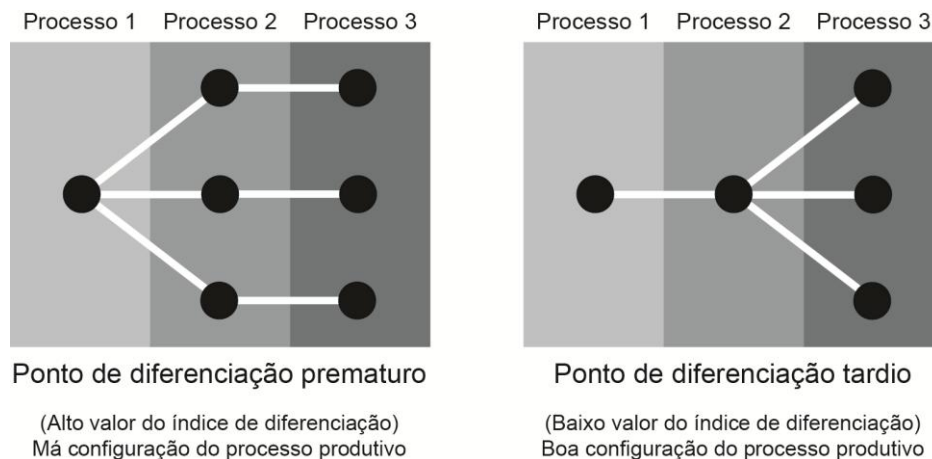 Processo 1 Processo 2 Processo 3
Ponto de diferenciação prematuro
(Alto valor do índice de diferenciação)
Má configuração do processo produtivo
Processo 1 Processo 2 Processo 3
Ponto de diferenciação tardio
(Baixo valor do índice de diferenciação)
Boa configuração do processo produtivo